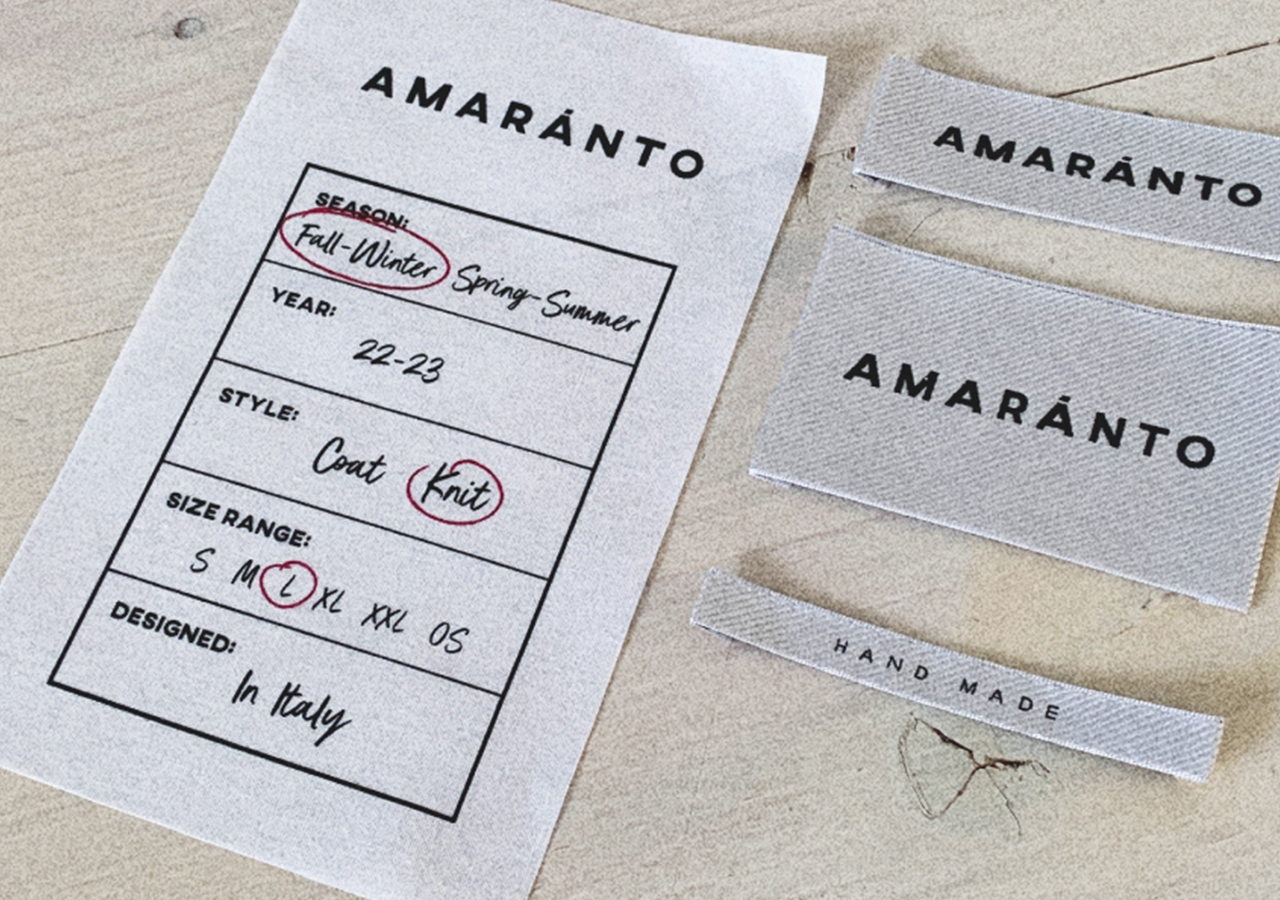 AMARÁNTO
SEASON:
Fall-Winter Spring-Summer
YEAR:
22-23
STYLE:
Coat Knit
SIZE RANGE:
S M L XL XXL OS
DESIGNED:
In Italy
AMARÁNTO
AMARÁNTO
HAND MADE